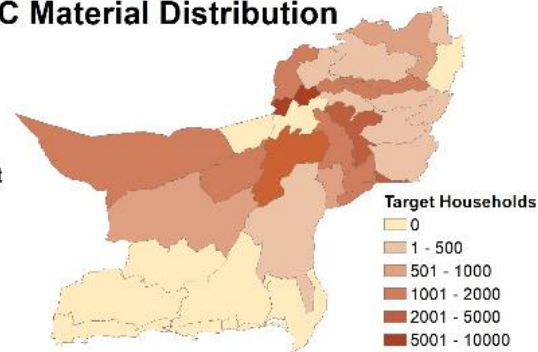 C Material Distribution
t
Target Households
0
1 - 500
501 - 1000
1001 - 2000
2001 - 5000
5001 - 10000